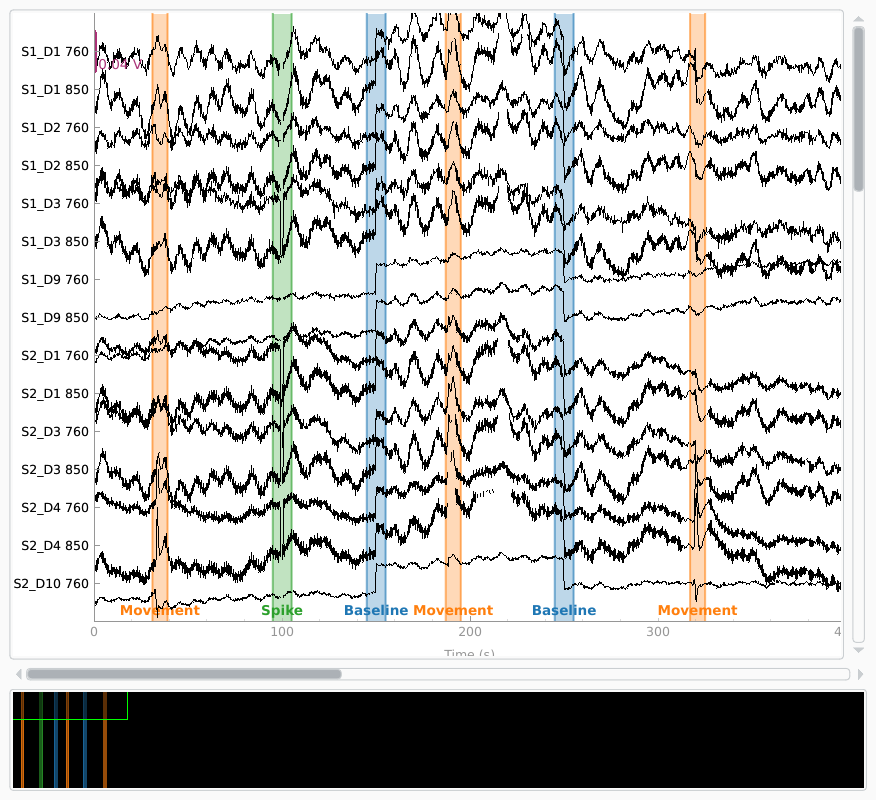 S1_D1 760
0.04 V
S1_D1 850
S1_D2 760
S1_D2 850
S1_D3 760
S1_D3 850
S1_D9 760
S1_D9 850
S2_D1 760
S2_D1 850
S2_D3 760
S2_D3 850
S2_D4 760
S2_D4 850
S2_D10 760
Movement Spike Baseline Movement Baseline Movement
0 100 200 300 4
Time (s)